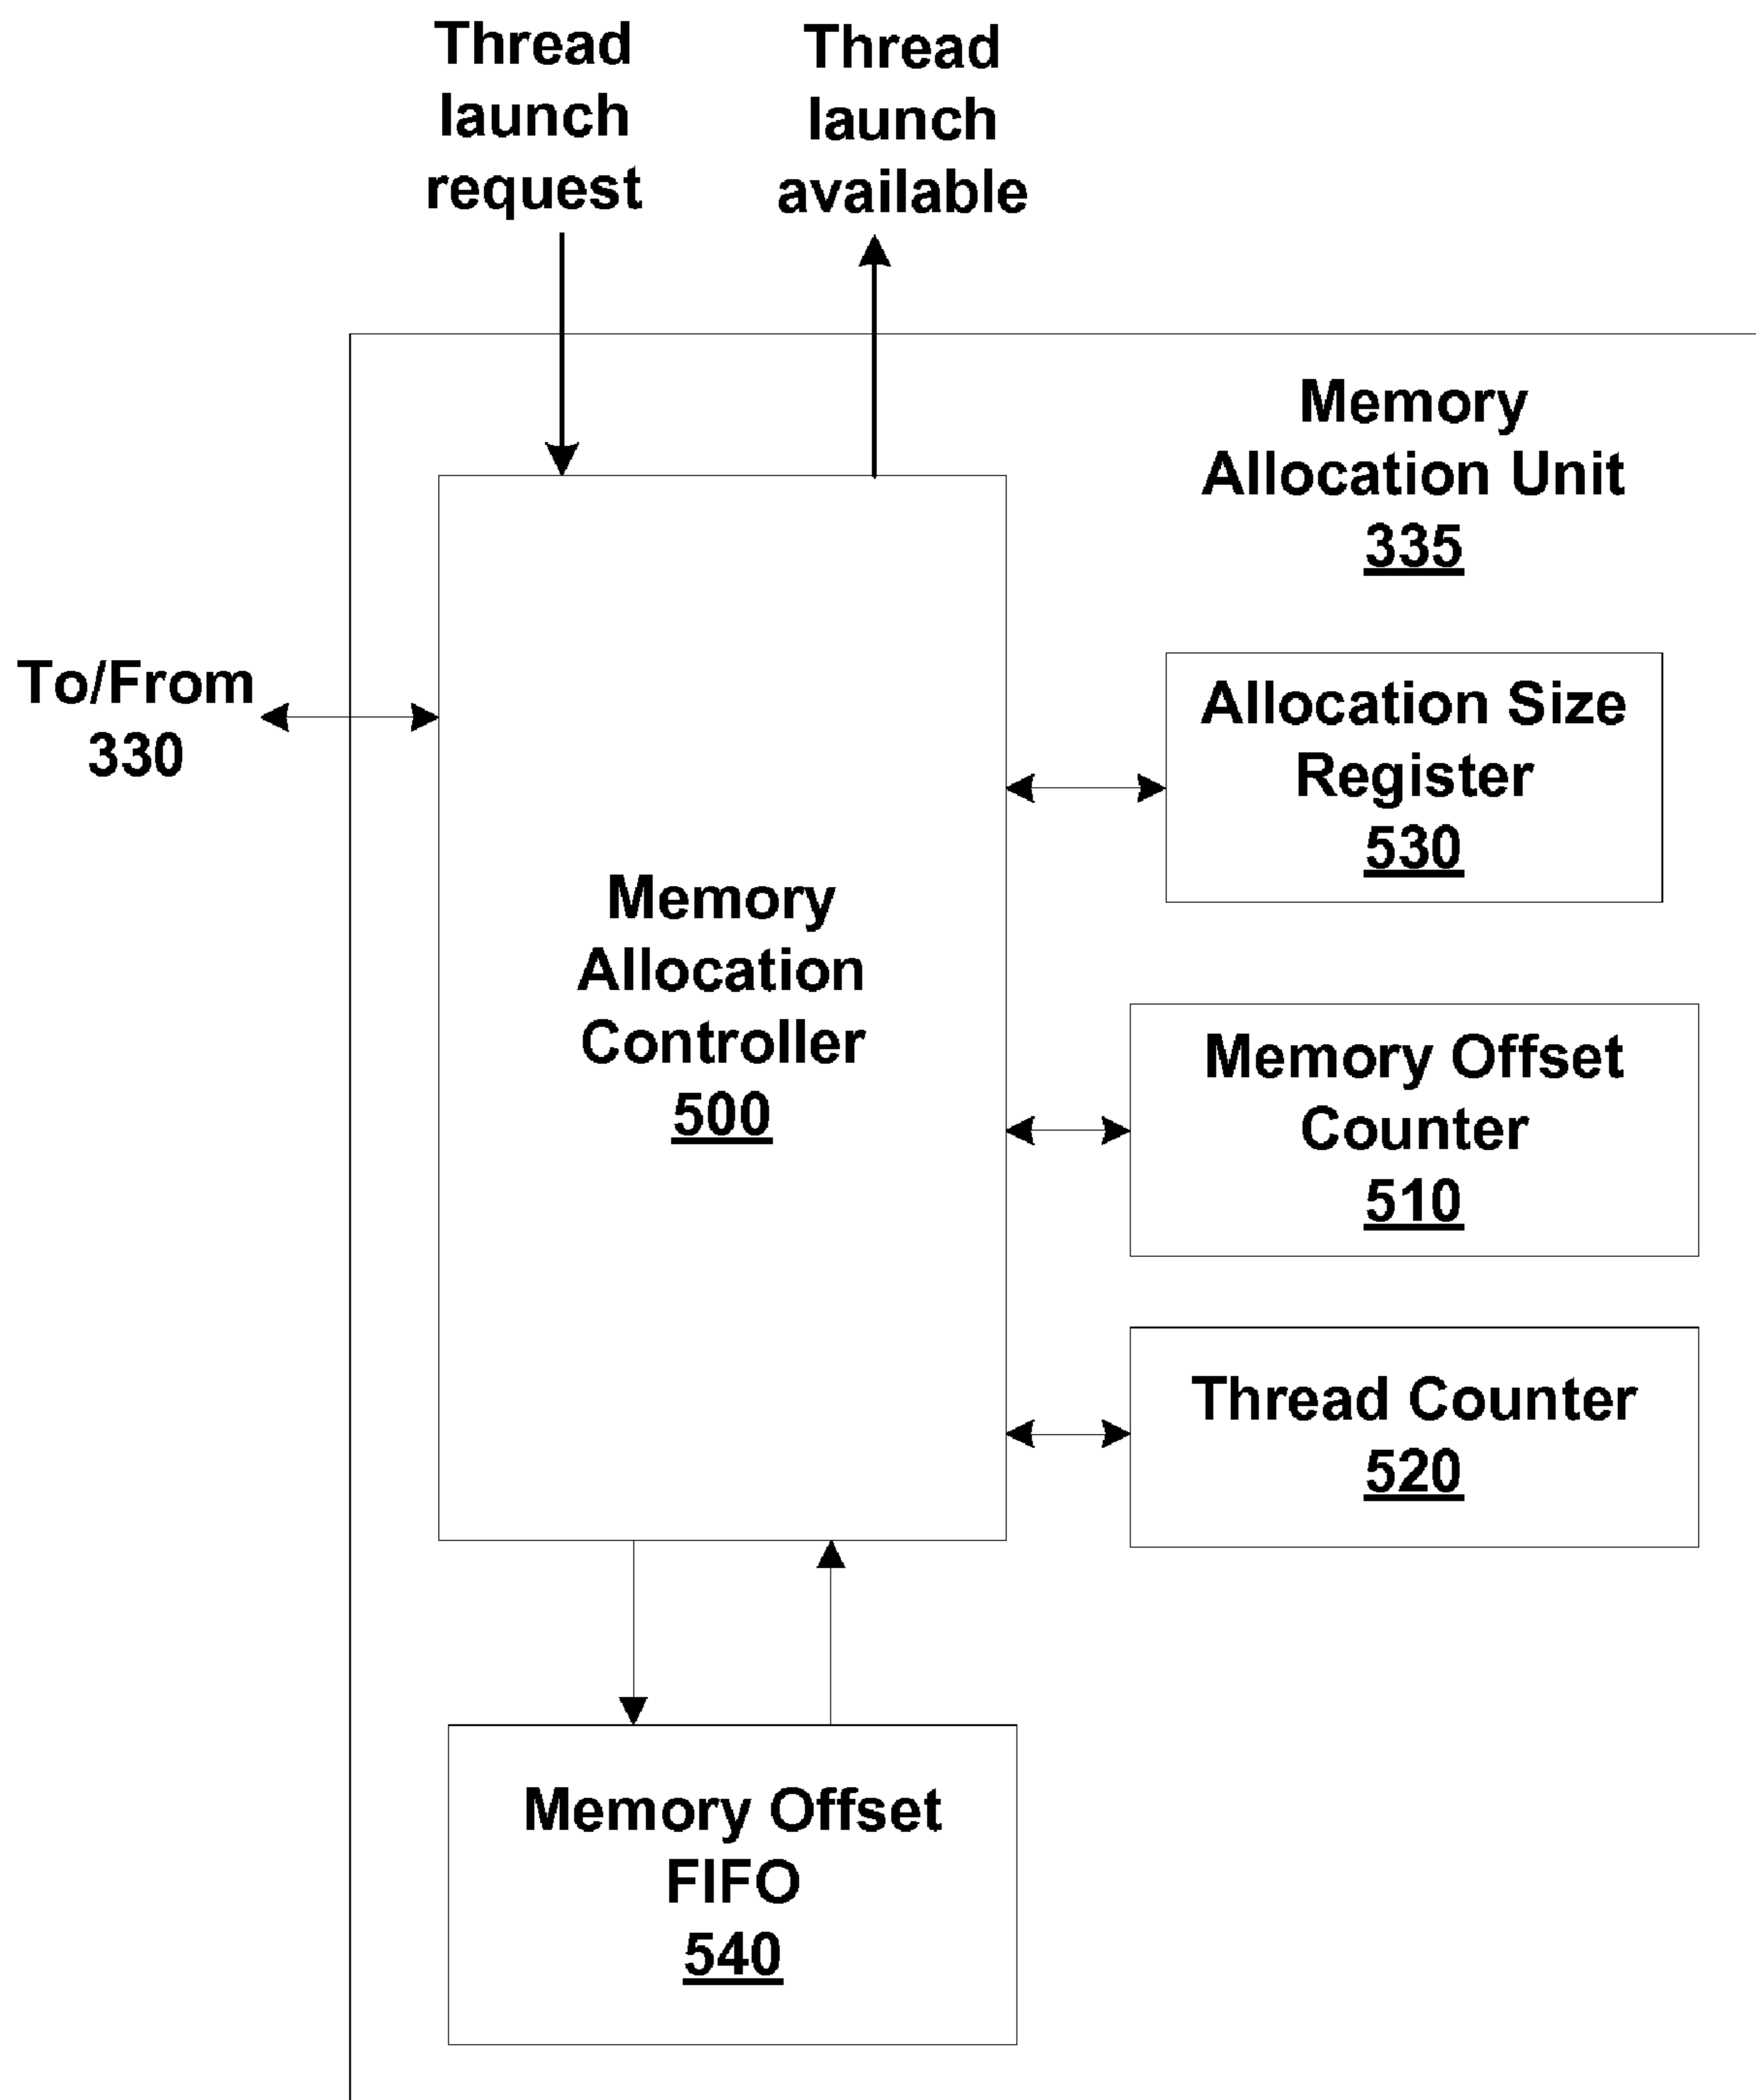 Thread
launch
request
Thread
launch
available
Memory
Allocation Unit
335
To/From
330
Allocation Size
Register
530
Memory
Allocation
Controller
500
Memory Offset
Counter
510
Thread Counter
520
Memory Offset
FIFO
540